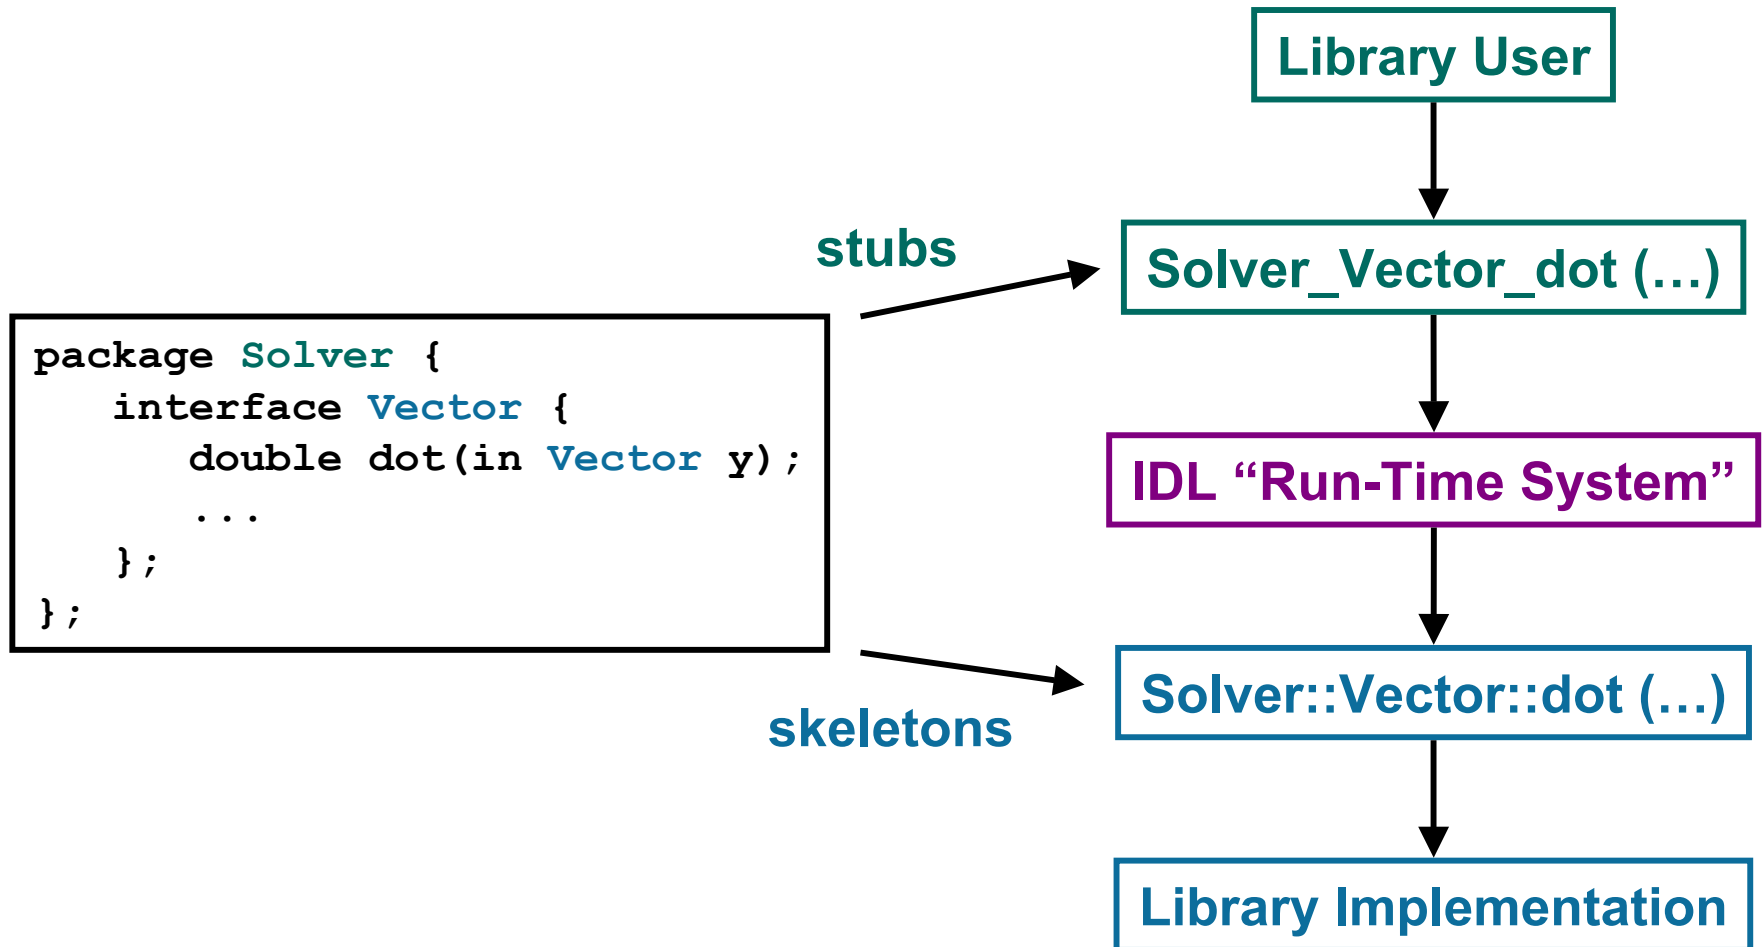 Library User
stubs
Solver_Vector_dot (…)
package Solver {
interface Vector {
double dot(in Vector y);
...
};
};
IDL “Run-Time System”
skeletons
Solver::Vector::dot (…)
Library Implementation